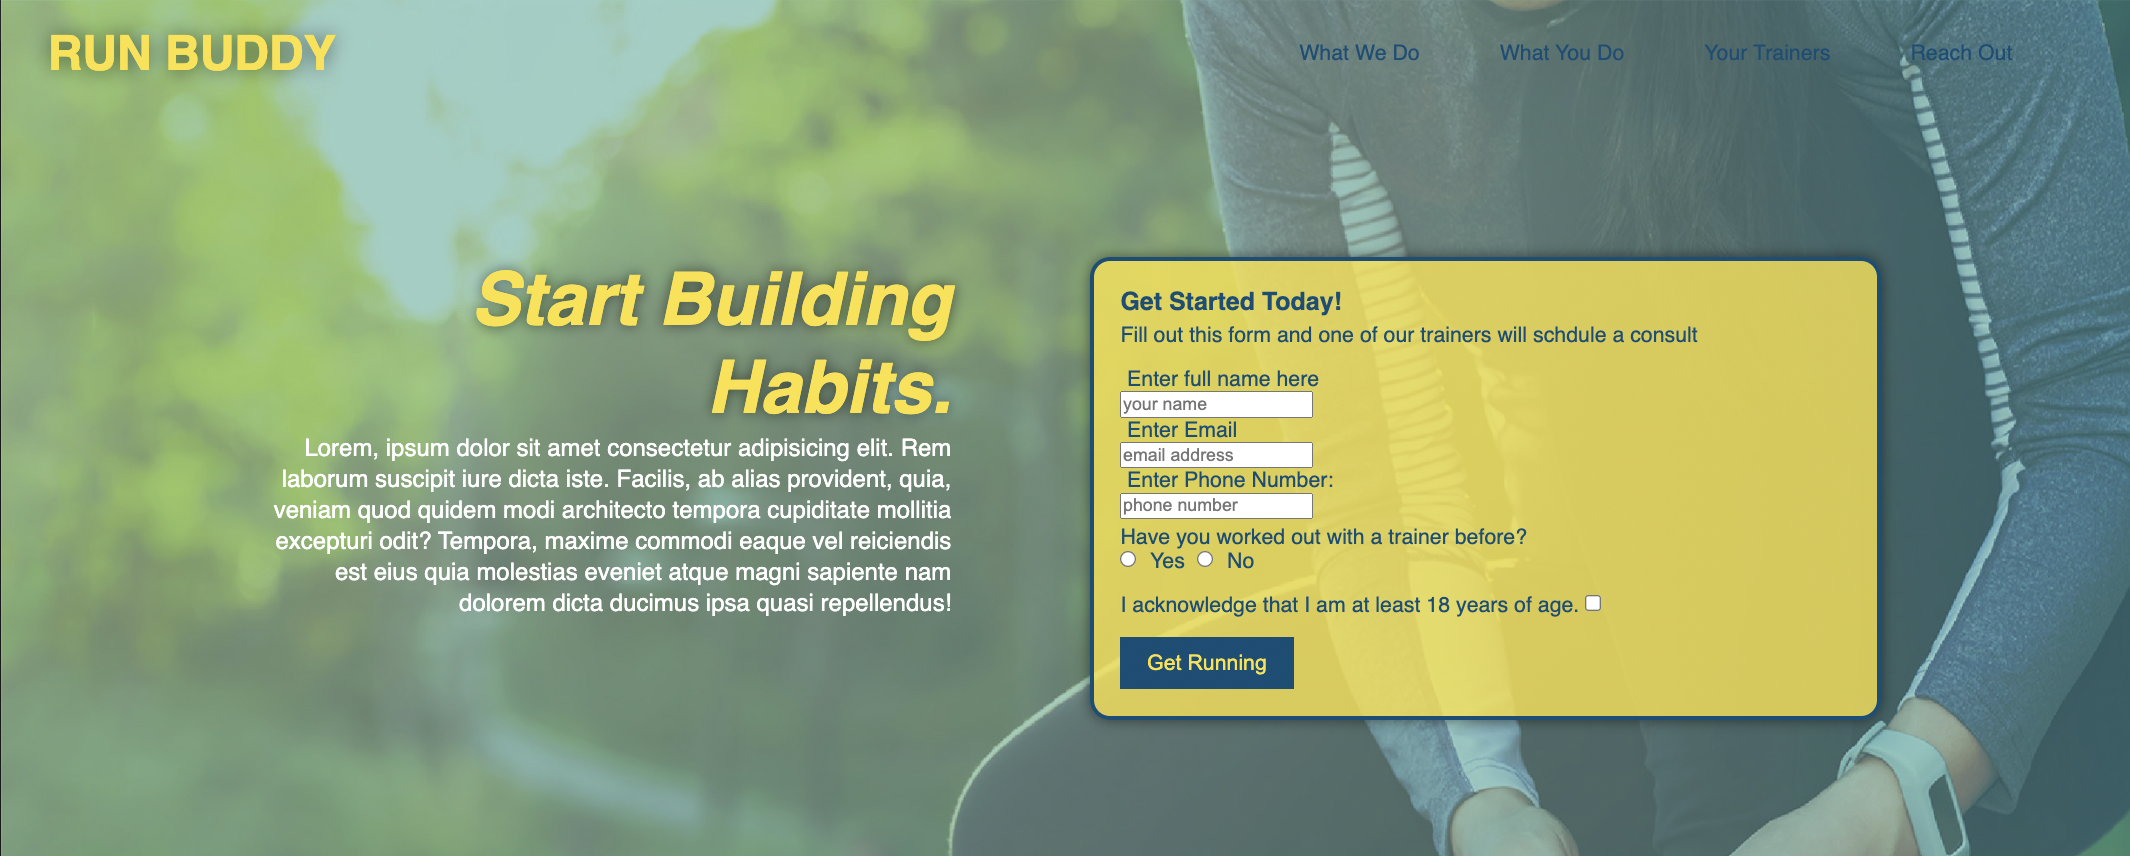 RUN BUDDY
What We Do
What You Do
Your Trainers
Reach Out
Start Building
Habits.
Lorem, ipsum dolor sit amet consectetur adipisicing elit. Rem
laborum suscipit iure dicta iste. Facilis, ab alias provident, quia,
veniam quod quidem modi architecto tempora cupiditate mollitia
excepturi odit? Tempora, maxime commodi eaque vel reiciendis
est eius quia molestias eveniet atque magni sapiente nam
dolorem dicta ducimus ipsa quasi repellendus!
Get Started Today!
Fill out this form and one of our trainers will schdule a consult
Enter full name here
your name
Enter Email
email address
Enter Phone Number:
phone number
Have you worked out with a trainer before?
Yes No
I acknowledge that I am at least 18 years of age.
Get Running